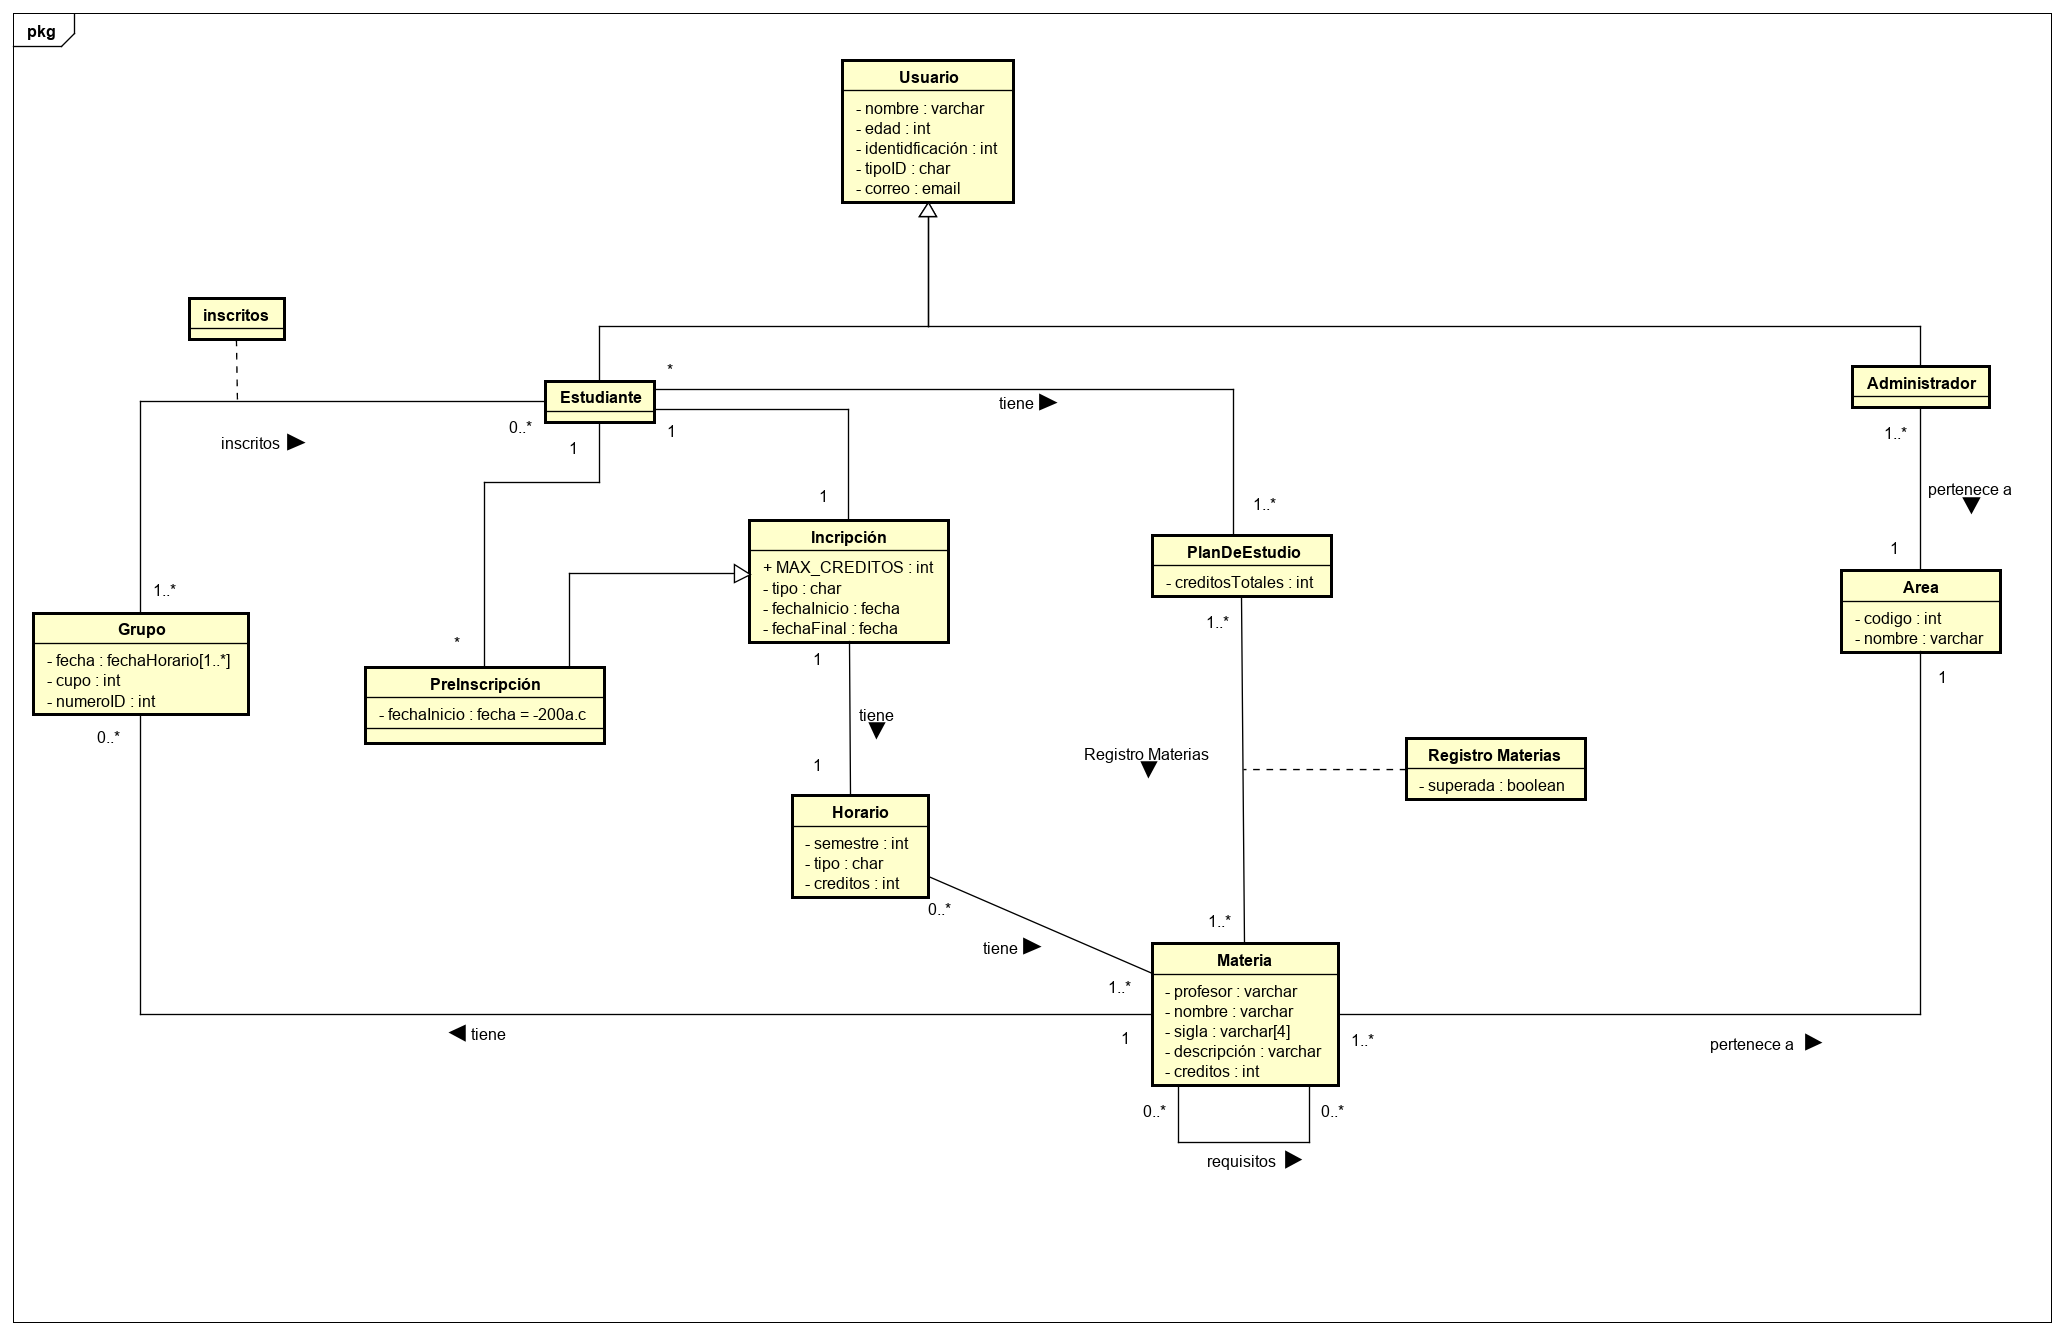 pkg
Usuario
- nombre : varchar
- edad : int
- identidficación : int
- tipoID : char
- correo : email
inscritos
Estudiante
Administrador
*
tiene
0..*
1
1
inscritos
1..*
pertenece a
1
1..*
1
Incripción
+ MAX_CREDITOS : int
- tipo : char
- fechaInicio : fecha
- fechaFinal : fecha
PlanDeEstudio
- creditosTotales : int
Area
- codigo : int
- nombre : varchar
1..*
Grupo
- fecha : fechaHorario[1..*]
- cupo : int
- numeroID : int
*
PreInscripción
- fechaInicio : fecha = -200a.c
1..*
1
1
0..*
tiene
1
Registro Materias
Registro Materias
- superada : boolean
Horario
- semestre : int
- tipo : char
- creditos : int
0..*
tiene
1..*
1..*
Materia
- profesor : varchar
- nombre : varchar
- sigla : varchar[4]
- descripción : varchar
- creditos : int
tiene
1
1..*
pertenece a
0..*
0..*
requisitos